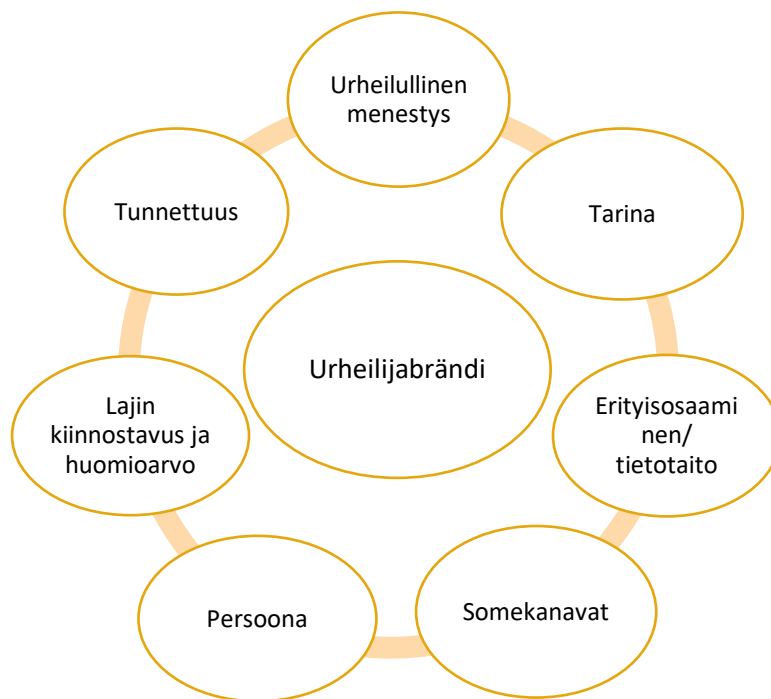 Urheilullinen
menestys
Tunnettuus
Tarina
Urheilijabrändi
Lajin
kiinnostavus ja
huomioarvo
Erityisosaami
nen/
tietotaito
Persoona
Somekanavat